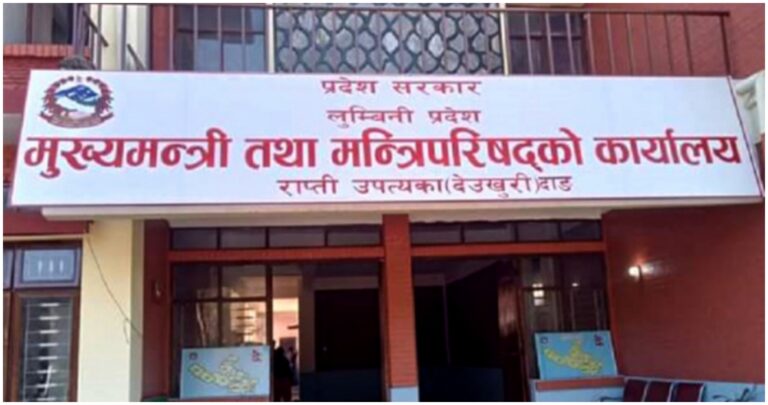 प्रदेश सरकार
लुम्बिनी प्रदेश
मुख्यमन्त्री तथा मन्त्रिपरिषद्को कार्यालय
राप्ती उपत्यका(देउखुरी)दाङ